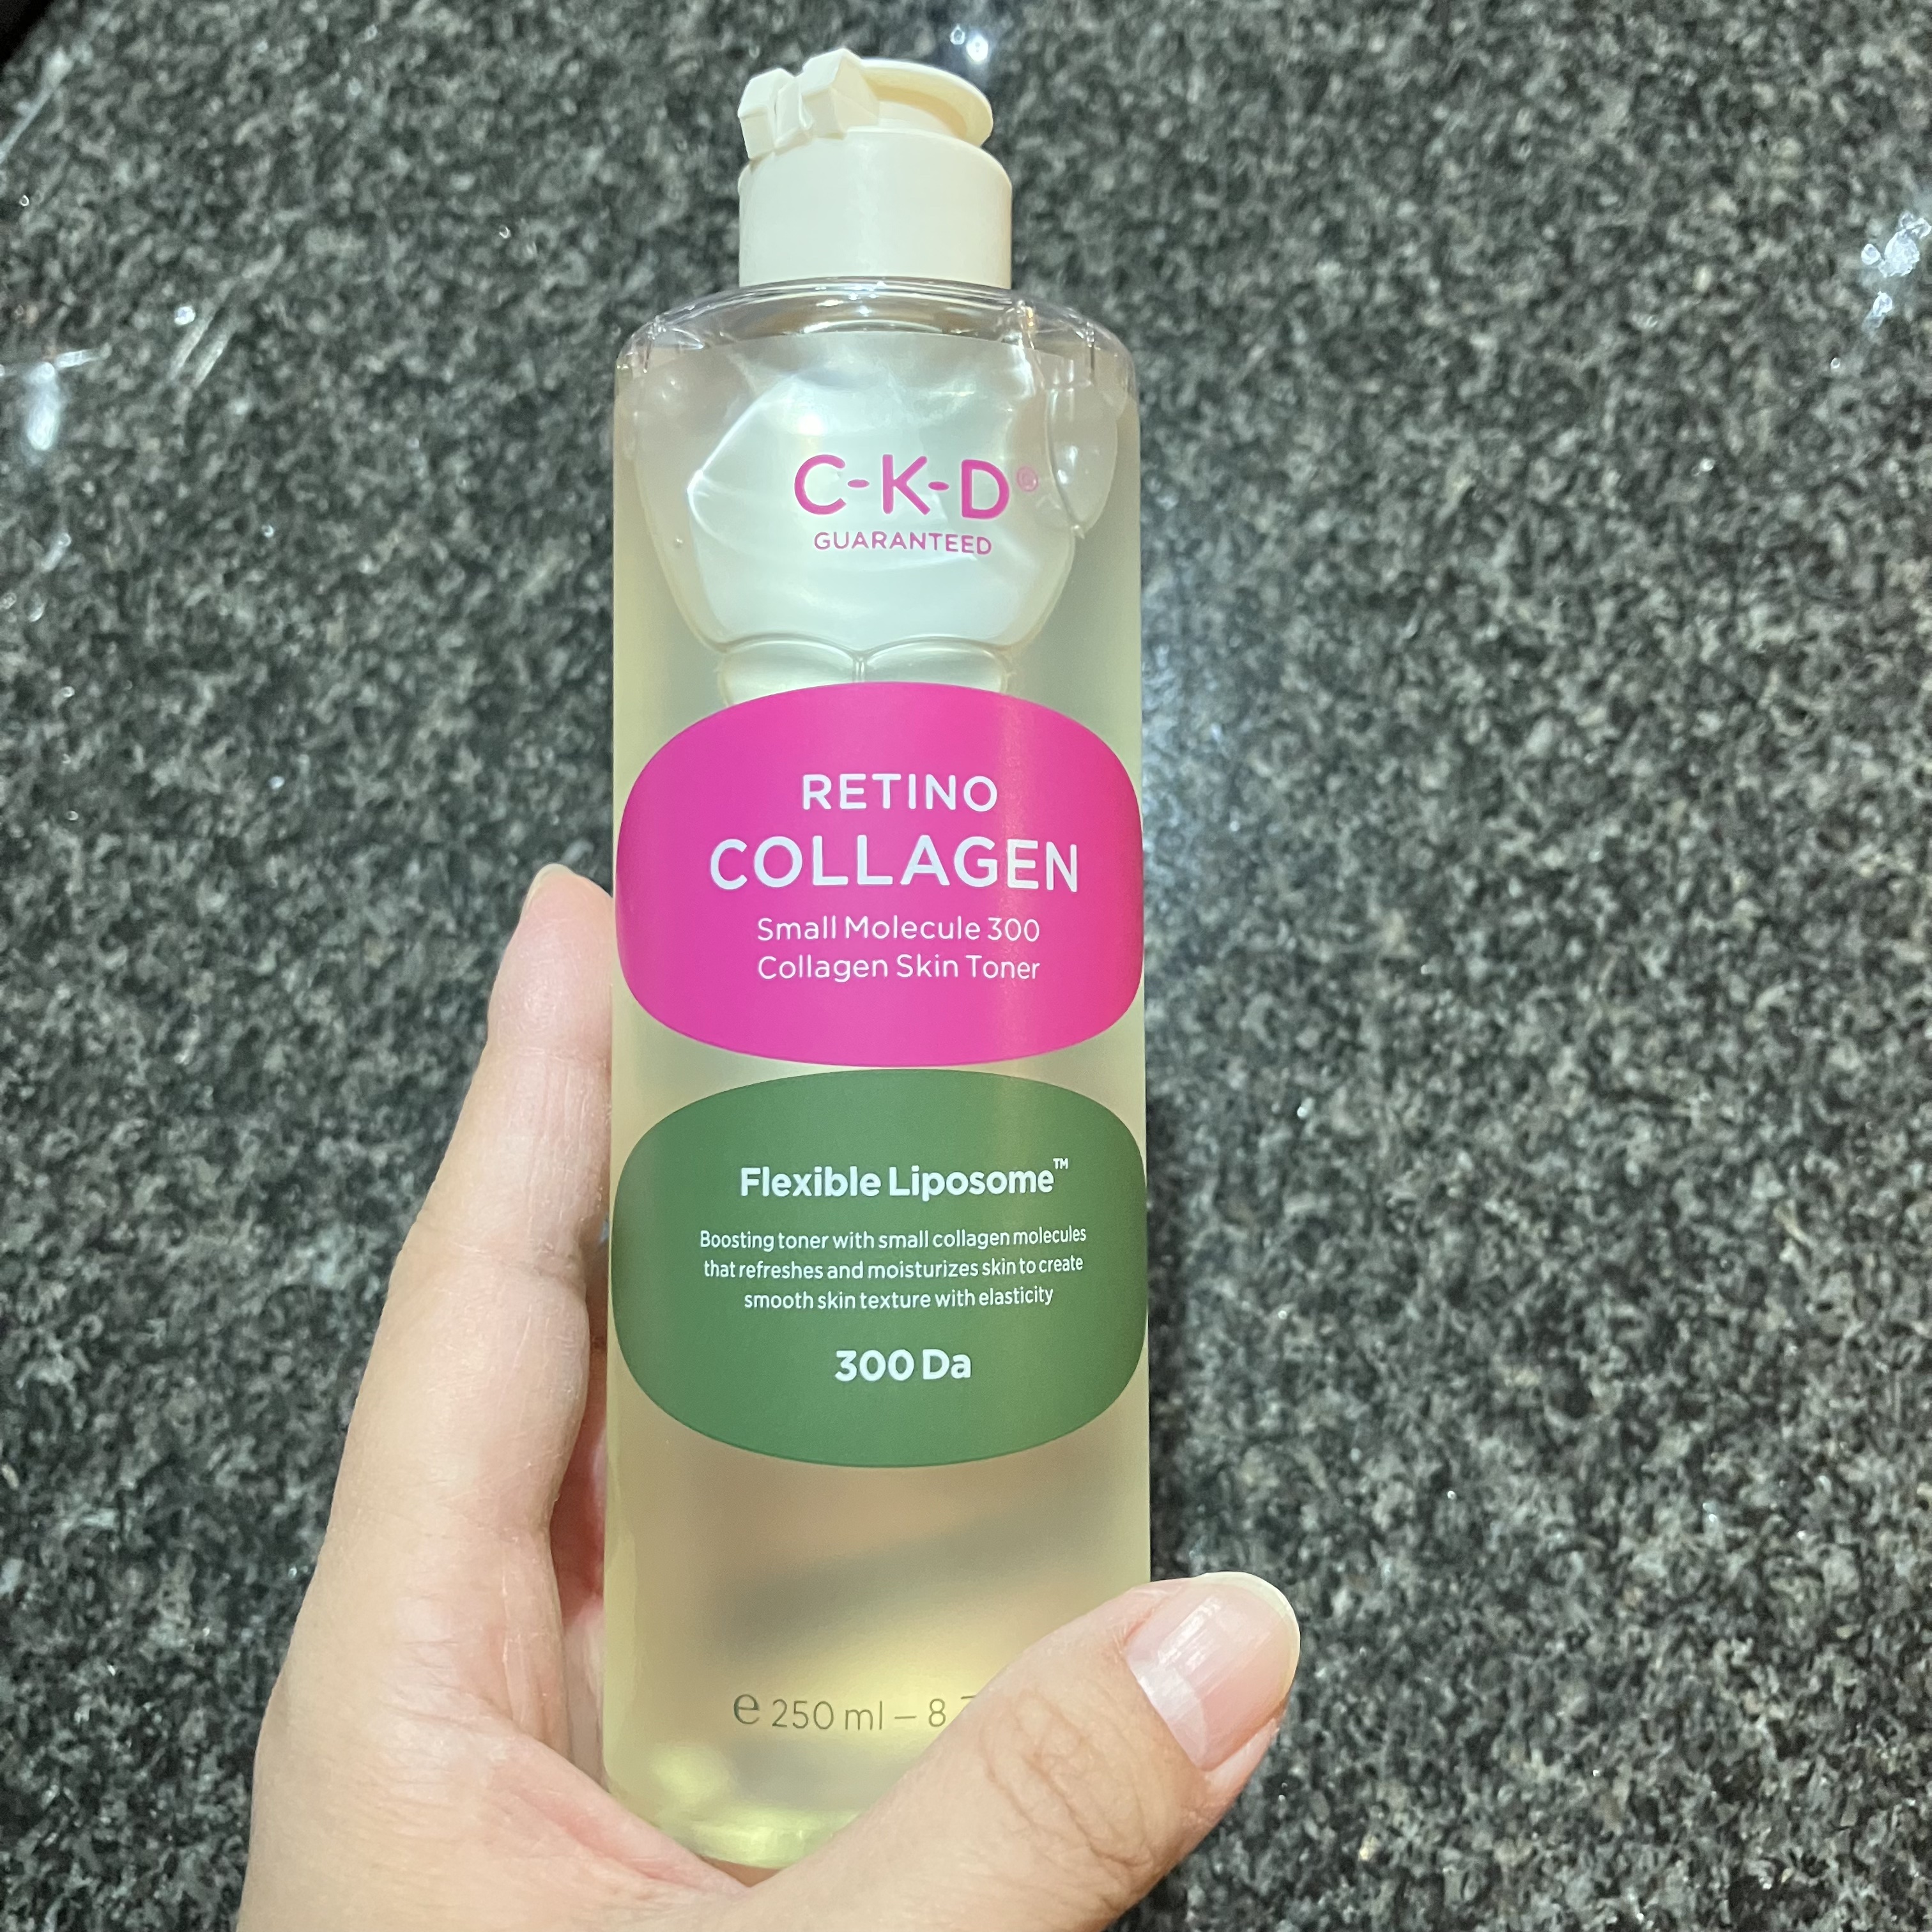 C-K-D®
GUARANTEED
RETINO
COLLAGEN
Small Molecule 300
Collagen Skin Toner
Flexible Liposome™
Boosting toner with small collagen molecules
that refreshes and moisturizes skin to create
smooth skin texture with elasticity
300 Da
℮ 250 ml – 8